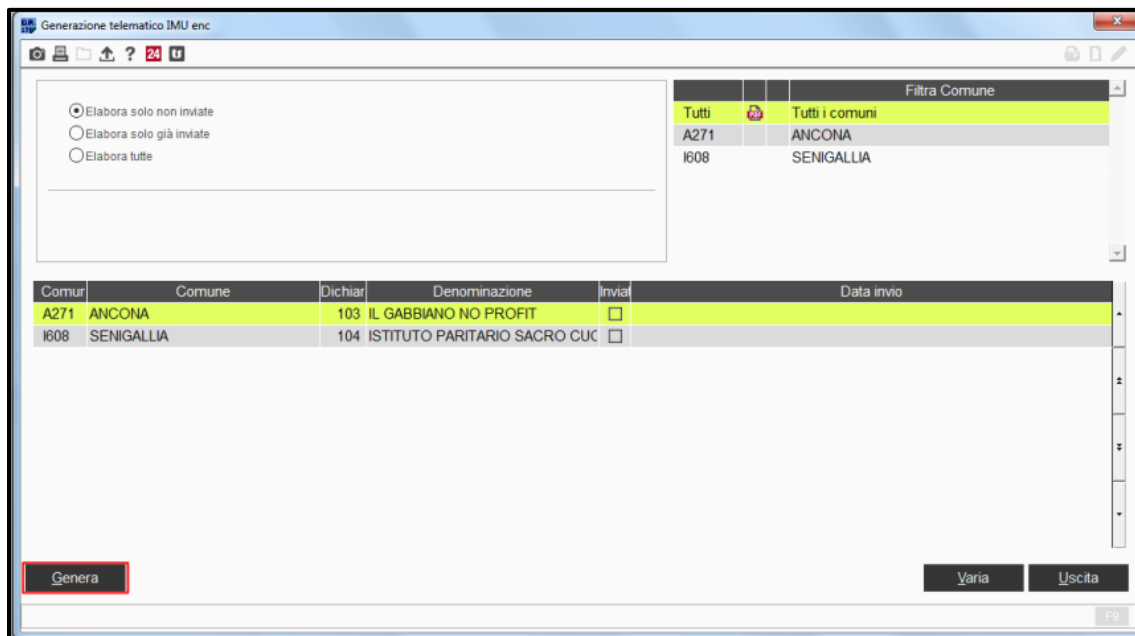 Generazione telematico IMU enc
? 24
Elabora solo non inviate
Elabora solo già inviate
Elabora tutte
Filtra Comune
Tutti Tutti i comuni
A271 ANCONA
I608 SENIGALLIA
Comur Comune Dichiar Denominazione Inviat Data invio
A271 ANCONA 103 IL GABBIANO NO PROFIT
I608 SENIGALLIA 104 ISTITUTO PARITARIO SACRO CUC
Genera Varia Uscita
F9